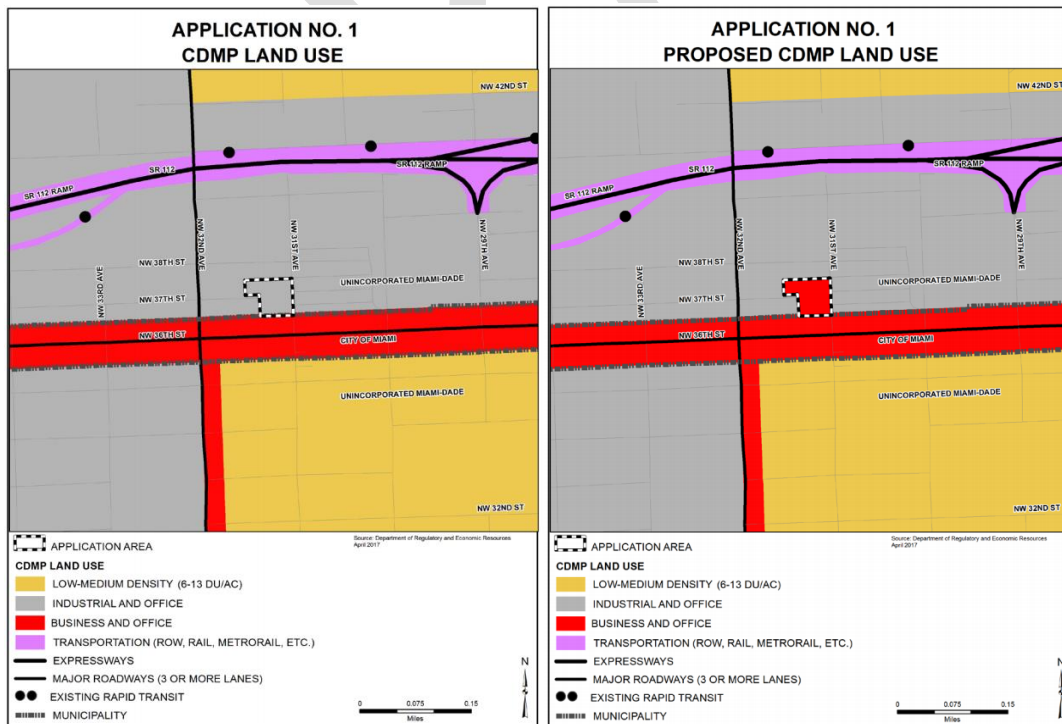 APPLICATION NO. 1
CDMP LAND USE
NW 42ND ST
SR 112 RAMP
SR 112
SR 112 RAMP
NW 33RD AVE
NW 32ND AVE
NW 31ST AVE
NW 29TH AVE
NW 38TH ST
NW 37TH ST
UNINCORPORATED MIAMI-DADE
NW 36TH ST
CITY OF MIAMI
UNINCORPORATED MIAMI-DADE
NW 32ND ST
Source: Department of Regulatory and Economic Resources
April 2017
APPLICATION AREA
CDMP LAND USE
LOW-MEDIUM DENSITY (6-13 DU/AC)
INDUSTRIAL AND OFFICE
BUSINESS AND OFFICE
TRANSPORTATION (ROW, RAIL, METRORAIL, ETC.)
EXPRESSWAYS
MAJOR ROADWAYS (3 OR MORE LANES)
EXISTING RAPID TRANSIT
MUNICIPALITY
N
0 0.075 0.15
Miles
APPLICATION NO. 1
PROPOSED CDMP LAND USE
NW 42ND ST
SR 112 RAMP
SR 112
SR 112 RAMP
NW 33RD AVE
NW 32ND AVE
NW 31ST AVE
NW 29TH AVE
NW 38TH ST
NW 37TH ST
UNINCORPORATED MIAMI-DADE
NW 36TH ST
CITY OF MIAMI
UNINCORPORATED MIAMI-DADE
NW 32ND ST
Source: Department of Regulatory and Economic Resources
April 2017
APPLICATION AREA
CDMP LAND USE
LOW-MEDIUM DENSITY (6-13 DU/AC)
INDUSTRIAL AND OFFICE
BUSINESS AND OFFICE
TRANSPORTATION (ROW, RAIL, METRORAIL, ETC.)
EXPRESSWAYS
MAJOR ROADWAYS (3 OR MORE LANES)
EXISTING RAPID TRANSIT
MUNICIPALITY
N
0 0.075 0.15
Miles